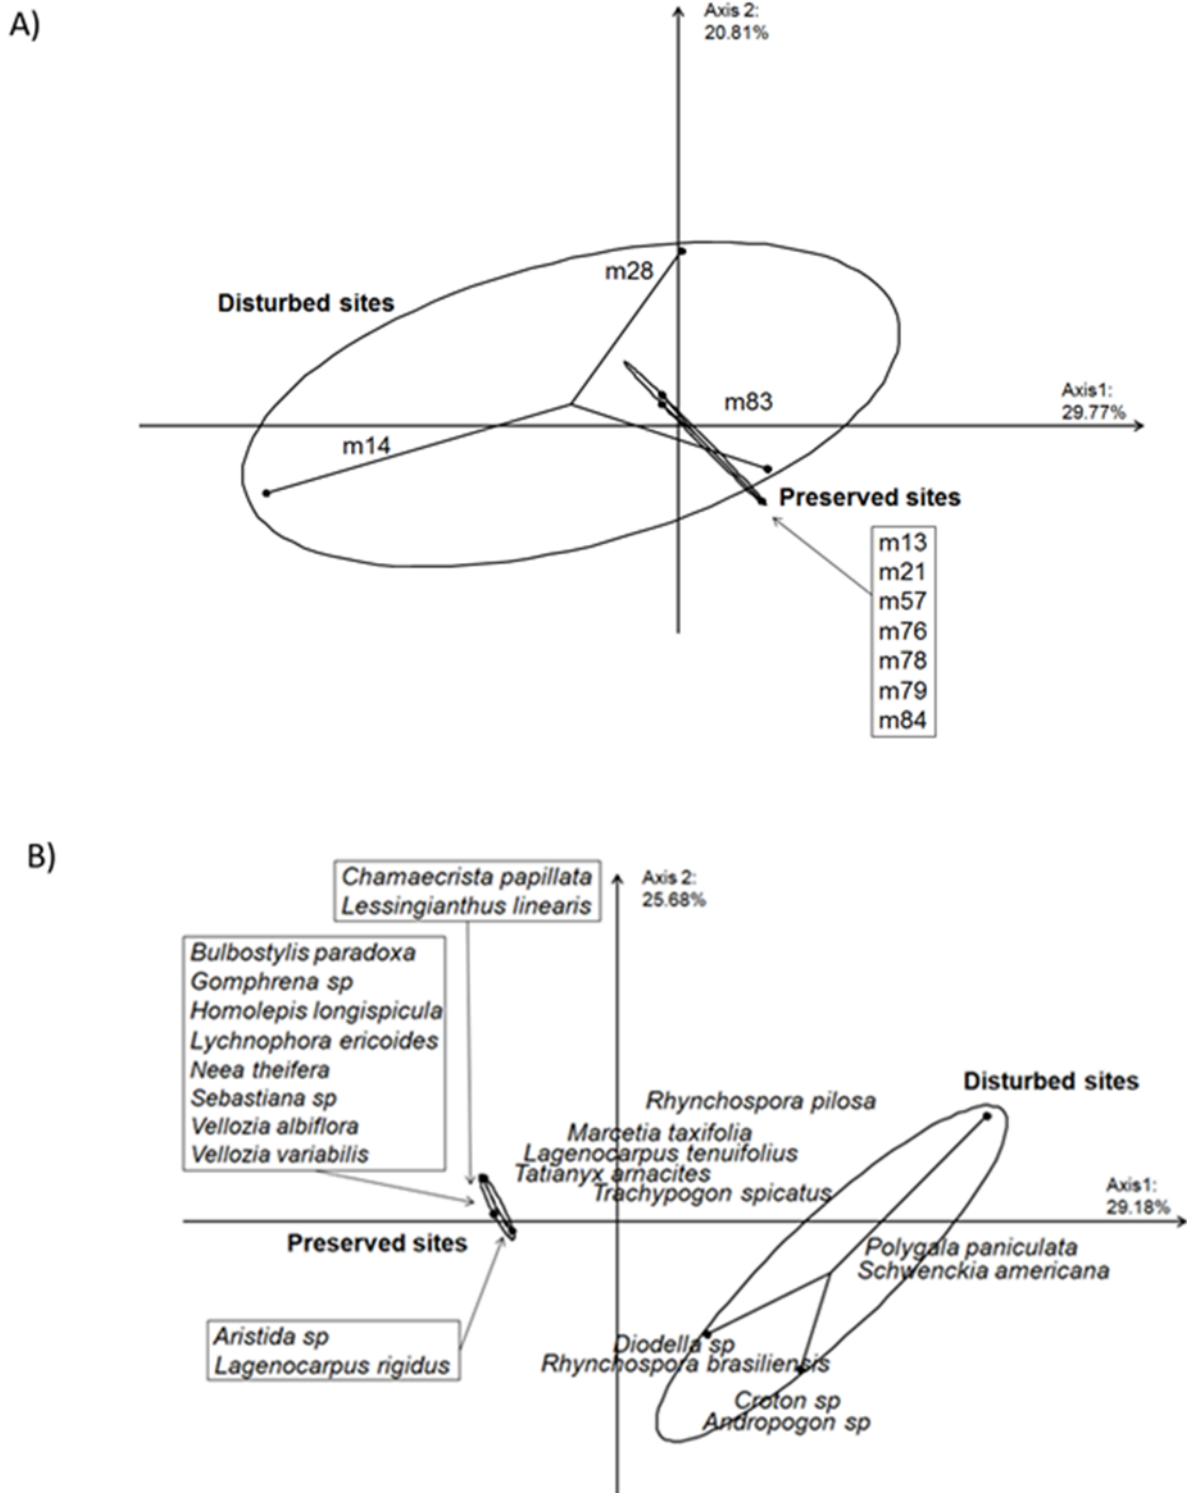 A)
Axis 2:
20.81%
m28
Disturbed sites
m83
Axis1:
29.77%
m14
Preserved sites
m13
m21
m57
m76
m78
m79
m84
B)
Chamaecrista papillata
Lessingianthus linearis
Axis 2:
25.68%
Bulbostylis paradoxa
Gomphrena sp
Homolepis longispicula
Lychnophora ericoides
Neea theifera
Sebastiana sp
Vellozia albiflora
Vellozia variabilis
Disturbed sites
Rhynchospora pilosa
Marcetia taxifolia
Lagenocarpus tenuifolius
Tatianyx arnacites
Trachypogon spicatus
Axis1:
29.18%
Preserved sites
Polygala paniculata
Schwenckia americana
Aristida sp
Lagenocarpus rigidus
Diodella sp
Rhynchospora brasiliensis
Croton sp
Andropogon sp